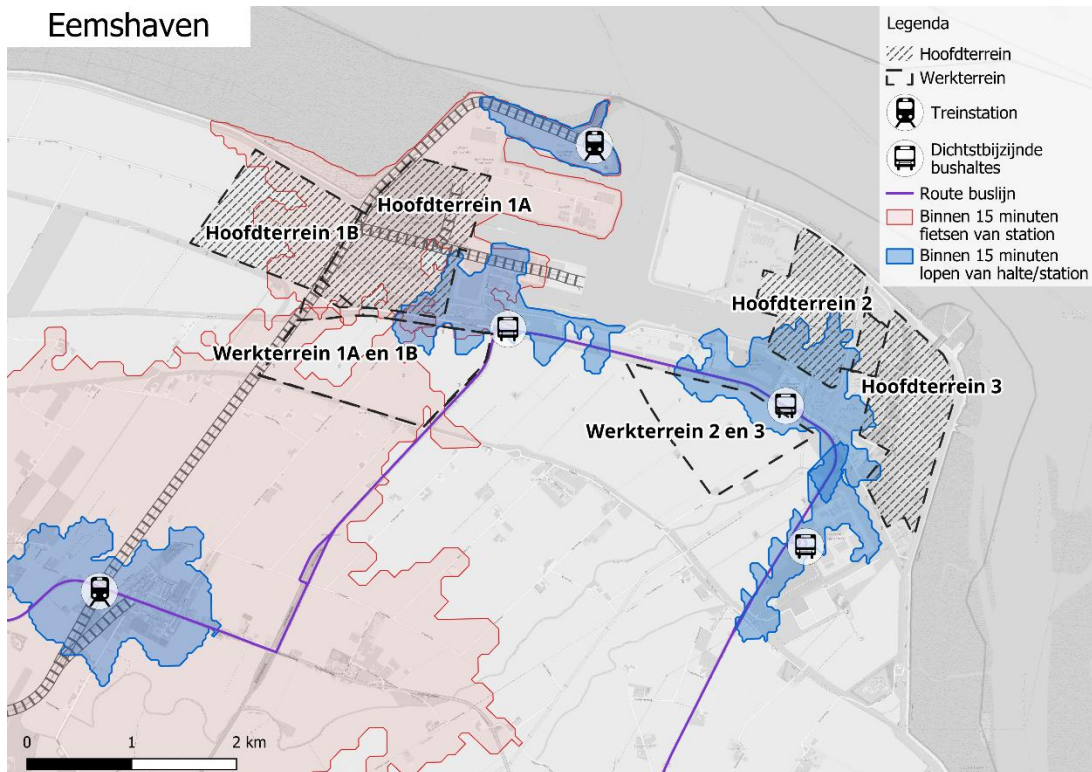 Eemshaven
Legenda
Hoofdterrein
Werkterrein
Treinstation
Dichtstbijzijnde
bushaltes
Route buslijn
Binnen 15 minuten
fietsen van station
Binnen 15 minuten
lopen van halte/station
Hoofdterrein 1A
Hoofdterrein 1B
Hoofdterrein 2
Werkterrein 1A en 1B
Hoofdterrein 3
Werkterrein 2 en 3
0 1 2 km